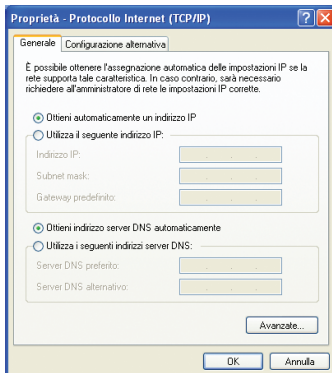 Proprietà - Protocollo Internet (TCP/IP)
Generale
Configurazione alternativa
È possibile ottenere l'assegnazione automatica delle impostazioni IP se la
rete supporta tale caratteristica. In caso contrario, sarà necessario
richiedere all'amministratore di rete le impostazioni IP corrette.
Ottieni automaticamente un indirizzo IP
Utilizza il seguente indirizzo IP:
Indirizzo IP:
Subnet mask:
Gateway predefinito:
Ottieni indirizzo server DNS automaticamente
Utilizza i seguenti indirizzi server DNS:
Server DNS preferito:
Server DNS alternativo:
Avanzate...
OK
Annulla